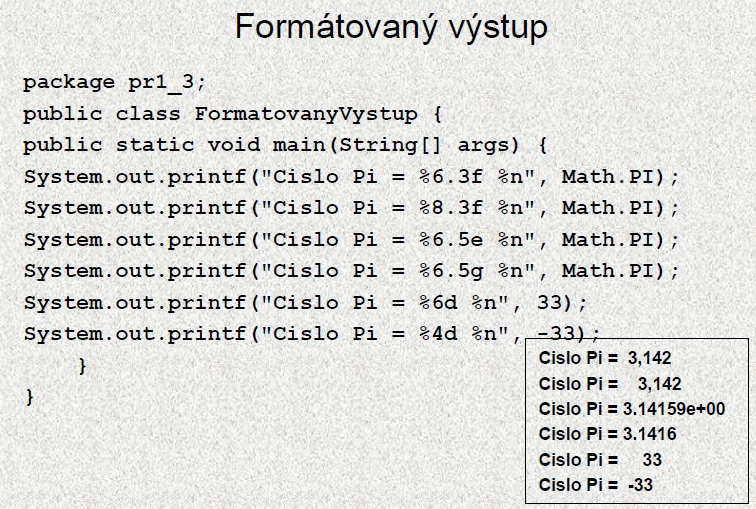 Formátovaný výstup
package pr1_3;
public class FormatovanyVystup {
public static void main(String[] args) {
System.out.printf("Cislo Pi = %6.3f %n", Math.PI);
System.out.printf("Cislo Pi = %8.3f %n", Math.PI);
System.out.printf("Cislo Pi = %6.5e %n", Math.PI);
System.out.printf("Cislo Pi = %6.5g %n", Math.PI);
System.out.printf("Cislo Pi = %6d %n", 33);
System.out.printf("Cislo Pi = %4d %n", -33);
}
}
Cislo Pi =  3,142
Cislo Pi =    3,142
Cislo Pi = 3.14159e+00
Cislo Pi = 3.1416
Cislo Pi =     33
Cislo Pi =  -33